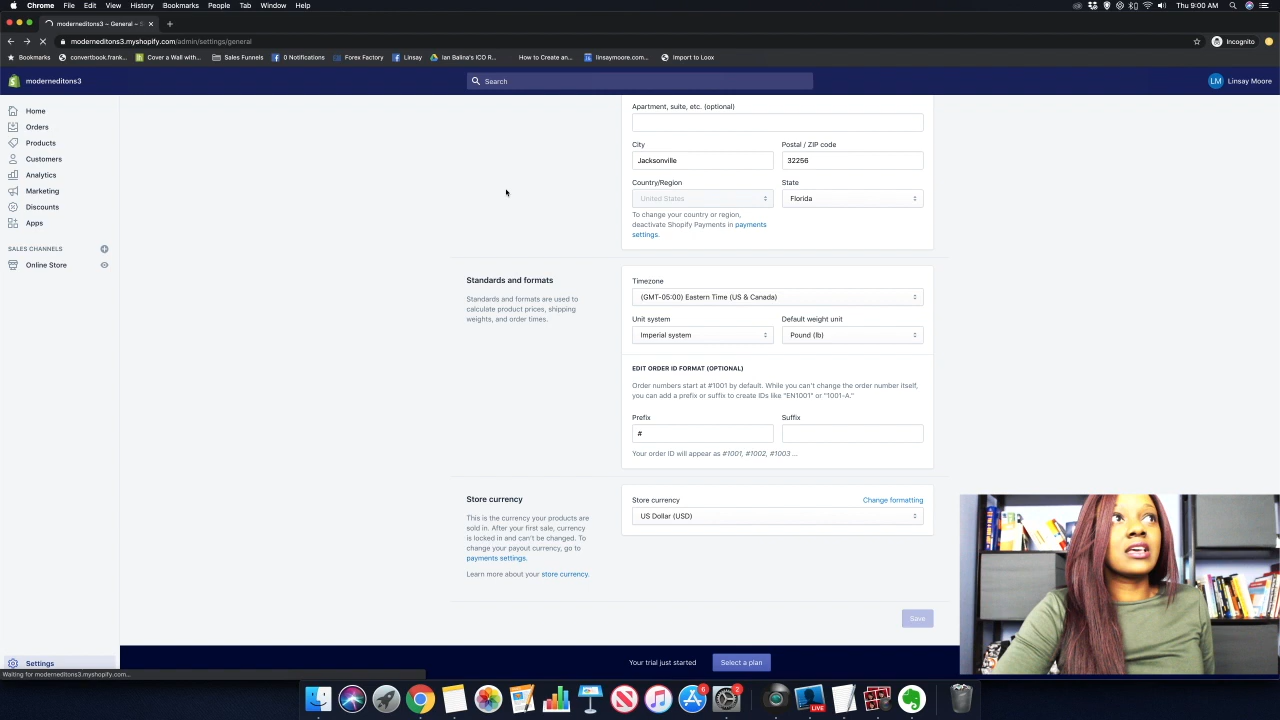 Chrome File Edit View History Bookmarks People Tab Window Help
Thu 9:00 AM
moderneditons3 ~ General ~ S
moderneditons3.myshopify.com/admin/settings/general
Incognito
Bookmarks convertbook.frank... Cover a Wall with... Sales Funnels 0 Notifications Forex Factory Linsay Ian Balina's ICO R... How to Create an... linsaymoore.com... Import to Loox
moderneditons3
Search
LM Linsay Moore
Home
Orders
Products
Customers
Analytics
Marketing
Discounts
Apps
SALES CHANNELS
Online Store
Settings
Waiting for moderneditons3.myshopify.com...
Apartment, suite, etc. (optional)
City Postal / ZIP code
Jacksonville 32256
Country/Region State
United States Florida
To change your country or region,
deactivate Shopify Payments in payments
settings.
Standards and formats
Standards and formats are used to
calculate product prices, shipping
weights, and order times.
Timezone
(GMT-05:00) Eastern Time (US & Canada)
Unit system Default weight unit
Imperial system Pound (lb)
EDIT ORDER ID FORMAT (OPTIONAL)
Order numbers start at #1001 by default. While you can't change the order number itself,
you can add a prefix or suffix to create IDs like "EN1001" or "1001-A."
Prefix Suffix
#
Your order ID will appear as #1001, #1002, #1003 ...
Store currency
This is the currency your products are
sold in. After your first sale, currency
is locked in and can't be changed. To
change your payout currency, go to
payments settings.
Learn more about your store currency.
Store currency Change formatting
US Dollar (USD)
Save
Your trial just started Select a plan
6
2
LIVE